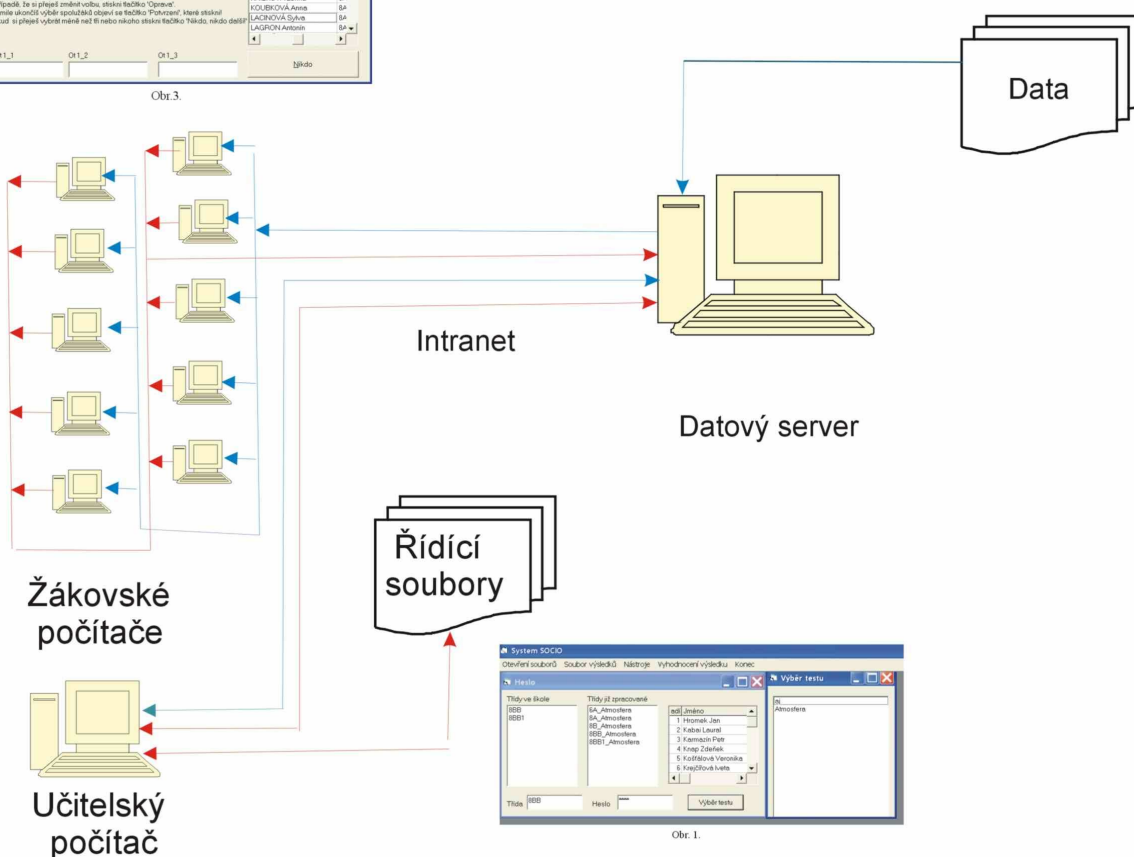 případě, že si přeješ změnit volbu, stiskni tlačítko 'Oprava'.
mile ukončíš výběr spolužáků objeví se tlačítko 'Potvrzení', které stiskni!
kud si přeješ vybrat méně než tři nebo nikoho stiskni tlačítko 'Nikdo, nikdo další!'
KOUBKOVÁ Anna 8A
LACINOVÁ Sylva 8A
LAGRON Antonín 8A
Ot1_1 Ot1_2 Ot1_3
Nikdo
Obr.3.
Data
Intranet
Datový server
Řídící
soubory
Žákovské
počítače
Učitelský
počítač
System SOCIO
Otevření souborů Soubor výsledků Nástroje Vyhodnocení výsledku Konec
Heslo
Výběr testu
Třídy ve škole
8BB
8BB1
Třídy již zpracované
6A_Atmosfera
8A_Atmosfera
8B_Atmosfera
8BB_Atmosfera
8BB1_Atmosfera
adi Jméno
1 Hromek Jan
2 Kabai Laural
3 Karmazín Petr
4 Knap Zdeňek
5 Košťálová Veronika
6 Krejčířová Iveta
Atmosfera
Třída 8BB
Heslo ****
Výběr testu
Obr. 1.